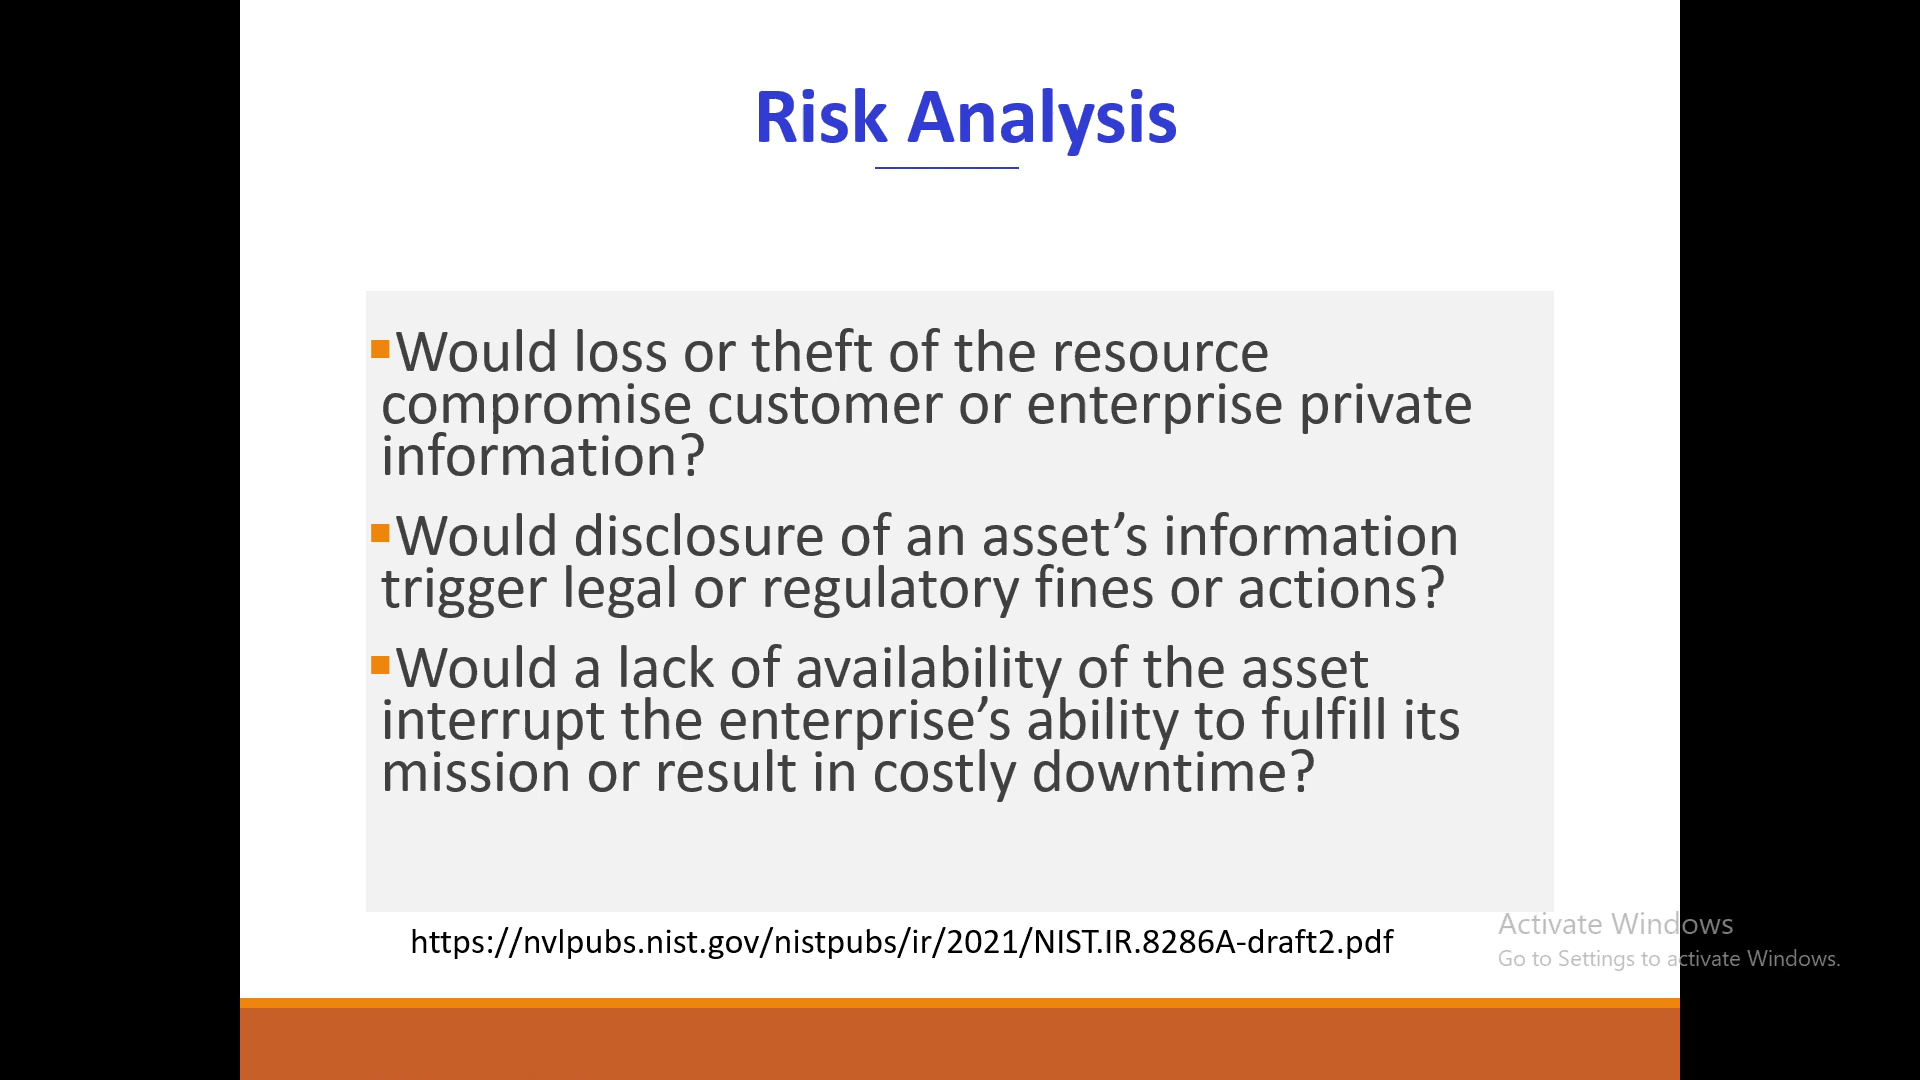 Risk Analysis
▪Would loss or theft of the resource
compromise customer or enterprise private
information?
▪Would disclosure of an asset’s information
trigger legal or regulatory fines or actions?
▪Would a lack of availability of the asset
interrupt the enterprise’s ability to fulfill its
mission or result in costly downtime?
https://nvlpubs.nist.gov/nistpubs/ir/2021/NIST.IR.8286A-draft2.pdf
Activate Windows
Go to Settings to activate Windows.